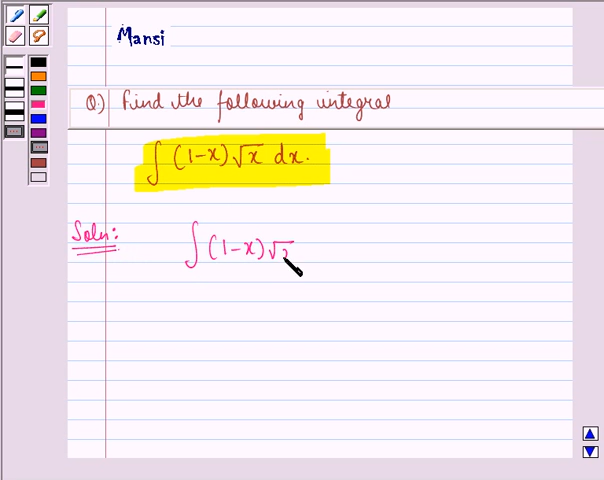 Mansi
Q.) Find the following integral
∫ (1-x) √x dx.
Soln:
∫ (1-x) √